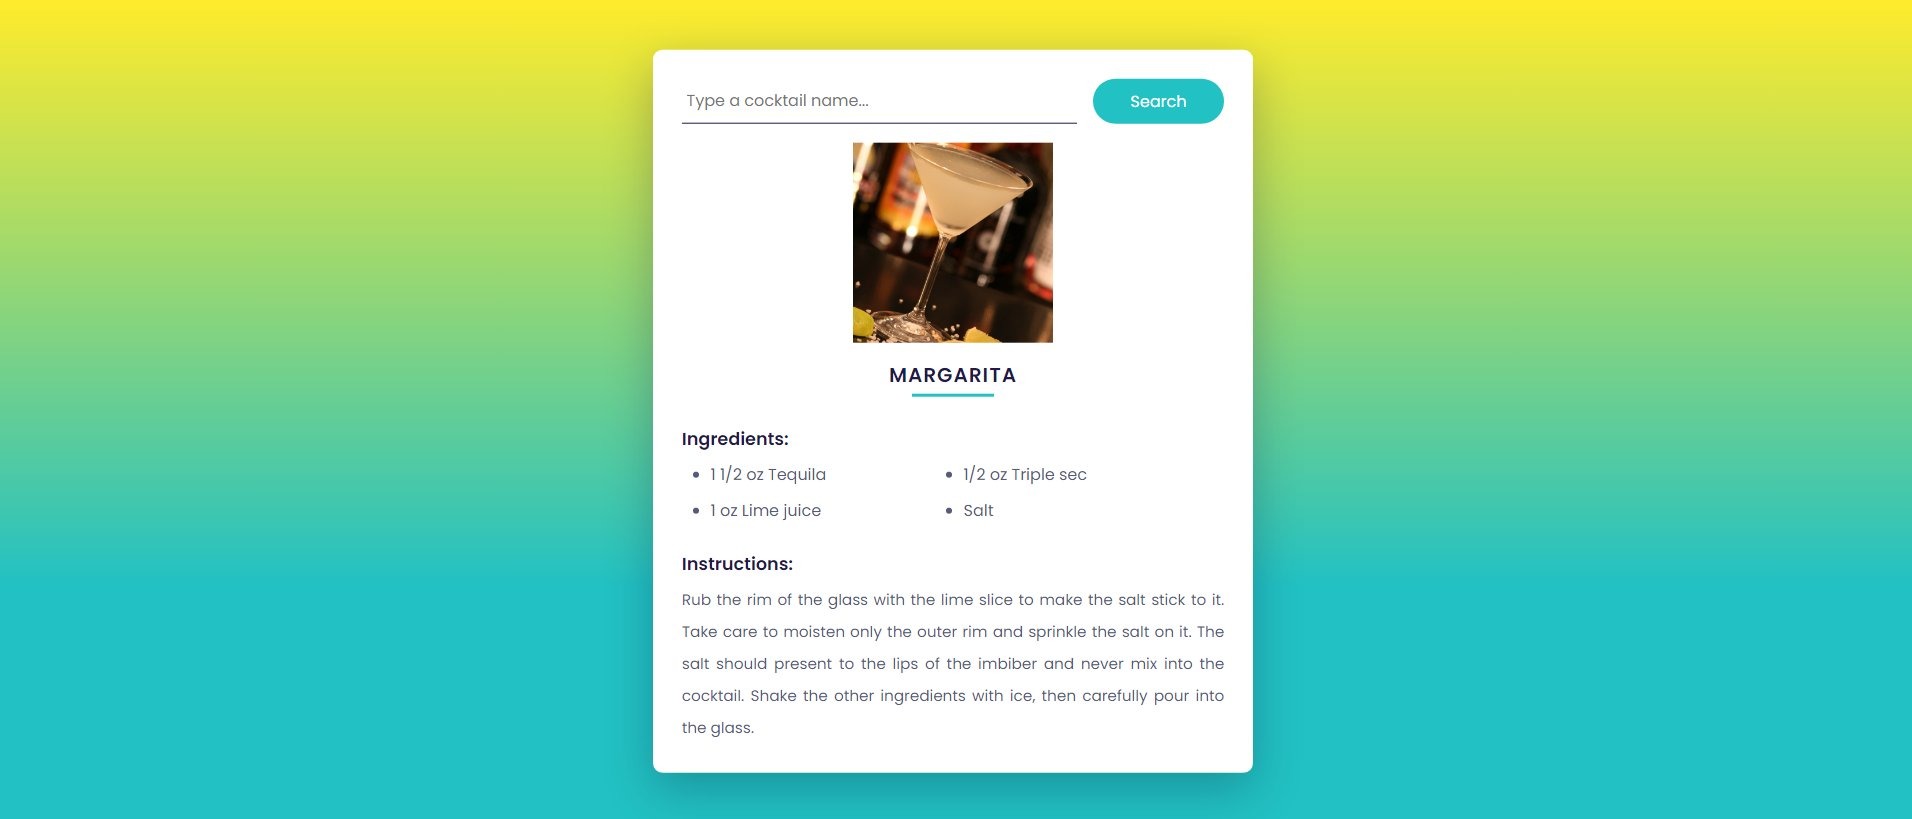 Type a cocktail name...
Search
MARGARITA
Ingredients:
1 1/2 oz Tequila
1/2 oz Triple sec
1 oz Lime juice
Salt
Instructions:
Rub the rim of the glass with the lime slice to make the salt stick to it.
Take care to moisten only the outer rim and sprinkle the salt on it. The
salt should present to the lips of the imbiber and never mix into the
cocktail. Shake the other ingredients with ice, then carefully pour into
the glass.